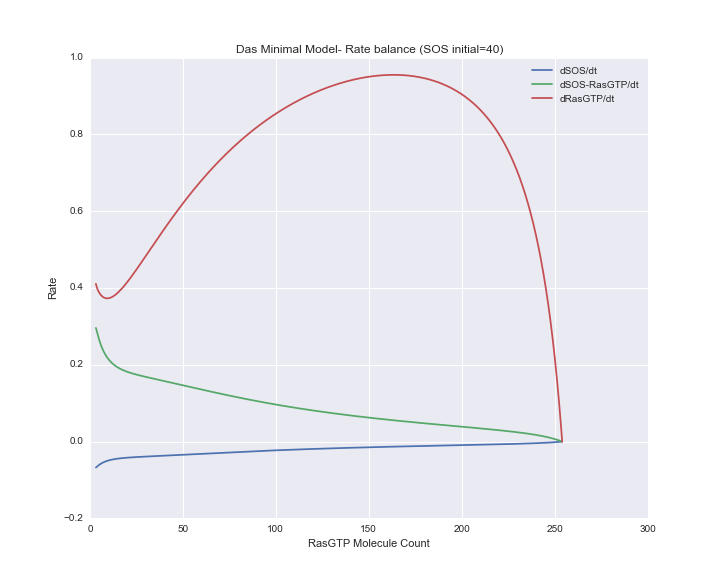 Das Minimal Model- Rate balance (SOS initial=40)
1.0
0.8
0.6
0.4
0.2
0.0
−0.2
Rate
dSOS/dt
dSOS-RasGTP/dt
dRasGTP/dt
0 50 100 150 200 250 300
RasGTP Molecule Count